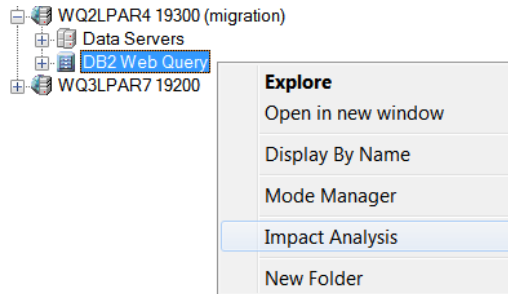 WQ2LPAR4 19300 (migration)
Data Servers
DB2 Web Query
WQ3LPAR7 19200
Explore
Open in new window
Display By Name
Mode Manager
Impact Analysis
New Folder